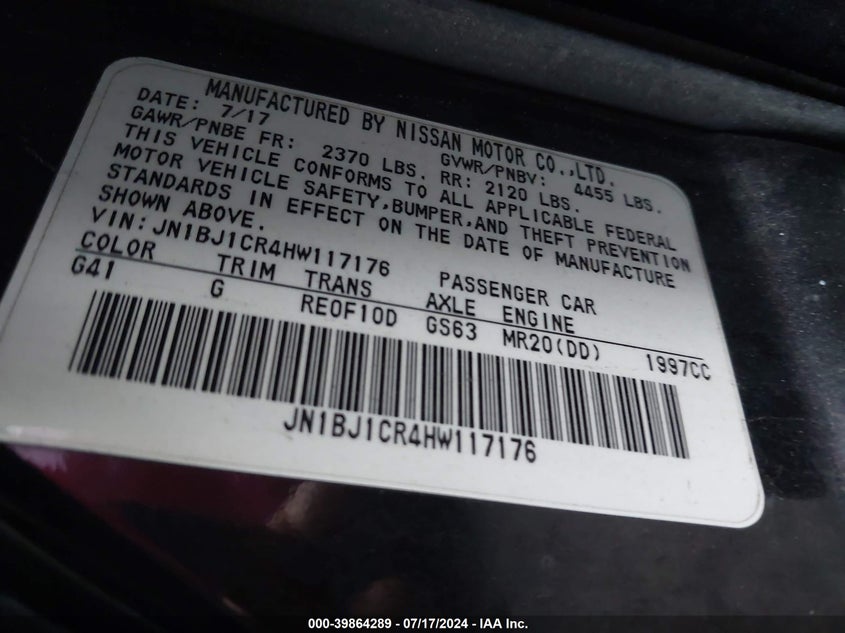 MANUFACTURED BY NISSAN MOTOR CO.,LTD.
DATE: 7/17 GVWR/PNBV: 4455 LBS.
GAWR/PNBE FR: 2370 LBS. RR: 2120 LBS.
THIS VEHICLE CONFORMS TO ALL APPLICABLE FEDERAL
MOTOR VEHICLE SAFETY,BUMPER,AND THEFT PREVENTION
STANDARDS IN EFFECT ON THE DATE OF MANUFACTURE
SHOWN ABOVE.
VIN:JN1BJ1CR4HW117176 PASSENGER CAR
COLOR TRIM TRANS AXLE ENGINE
G41 G RE0F10D GS63 MR20(DD) 1997CC
JN1BJ1CR4HW117176
000-39864289 - 07/17/2024 - IAA Inc.